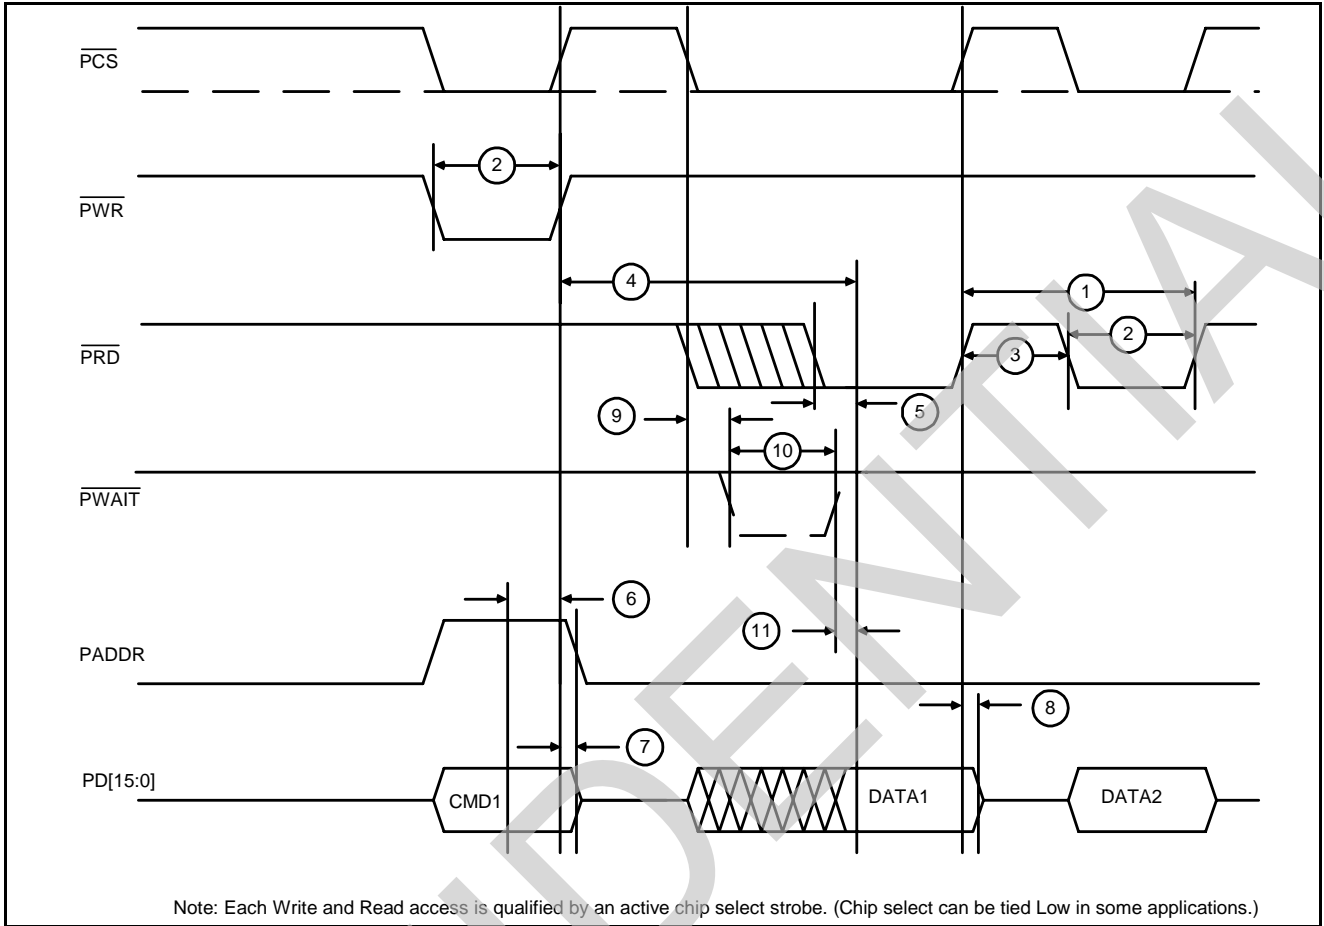 PCS
2
PWR
4
1
PRD
2
3
9
5
10
PWAIT
6
11
PADDR
8
7
PD[15:0]
CMD1
DATA1
DATA2
Note: Each Write and Read access is qualified by an active chip select strobe. (Chip select can be tied Low in some applications.)
IDENTIAL